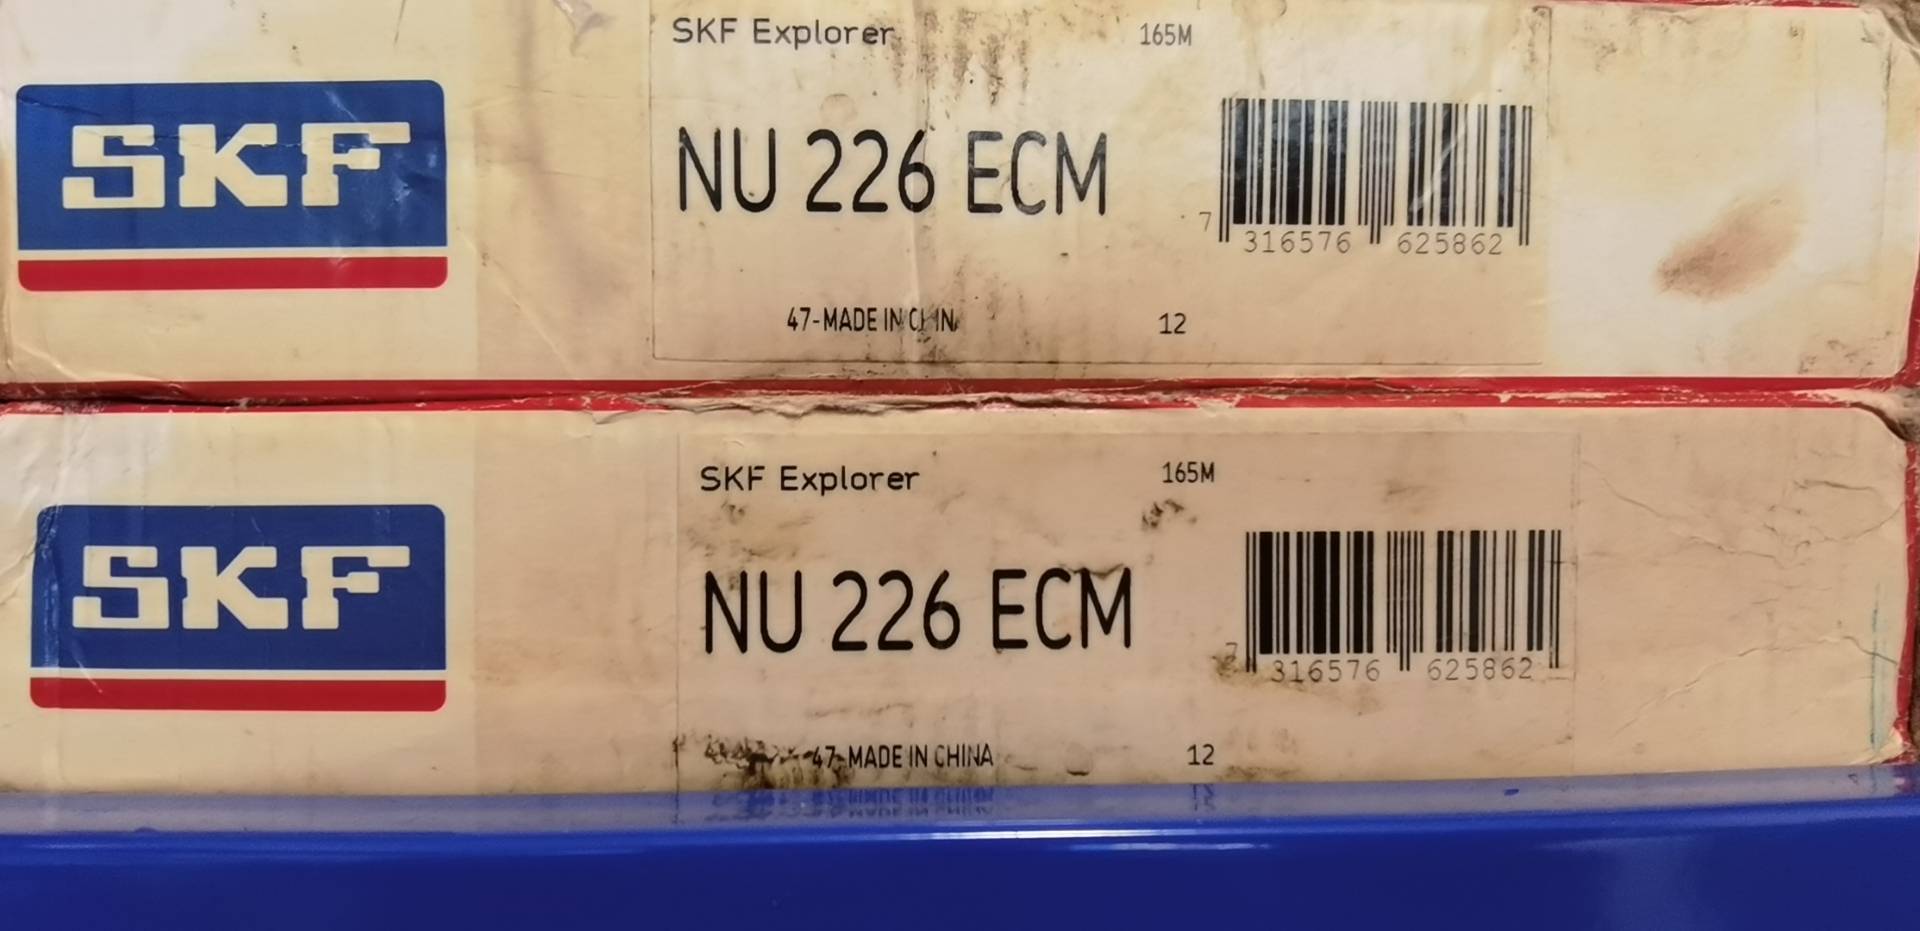 SKF
SKF Explorer 165M
NU 226 ECM
7 316576 625862
47-MADE IN CHINA 12
SKF
SKF Explorer 165M
NU 226 ECM
7 316576 625862
47-MADE IN CHINA 12